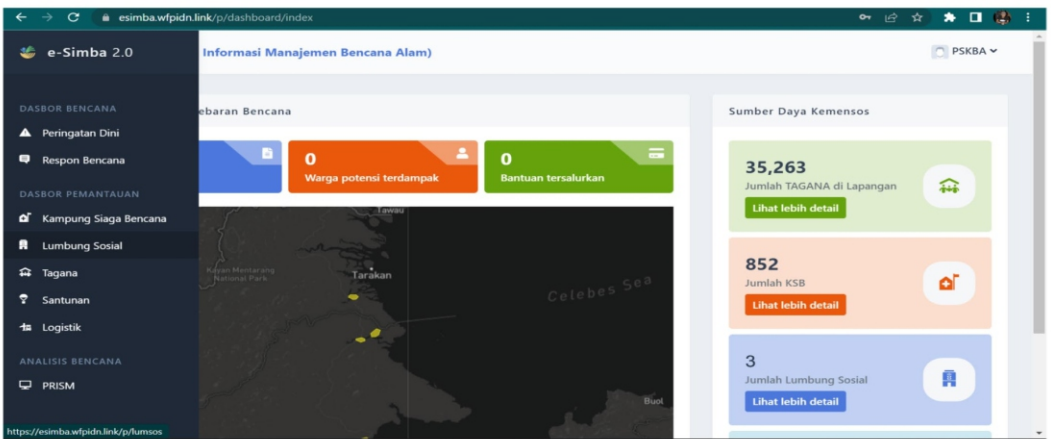 esimba.wfpidn.link/p/dashboard/index
e-Simba 2.0
Informasi Manajemen Bencana Alam)
PSKBA
DASBOR BENCANA
Peringatan Dini
Respon Bencana
DASBOR PEMANTAUAN
Kampung Siaga Bencana
Lumbung Sosial
Tagana
Santunan
Logistik
ANALISIS BENCANA
PRISM
https://esimba.wfpidn.link/p/lumsos
ebaran Bencana
0
Warga potensi terdampak
0
Bantuan tersalurkan
Tawau
Kayan Mentarang
National Park
Tarakan
Celebes Sea
Buol
Sumber Daya Kemensos
35,263
Jumlah TAGANA di Lapangan
Lihat lebih detail
852
Jumlah KSB
Lihat lebih detail
3
Jumlah Lumbung Sosial
Lihat lebih detail